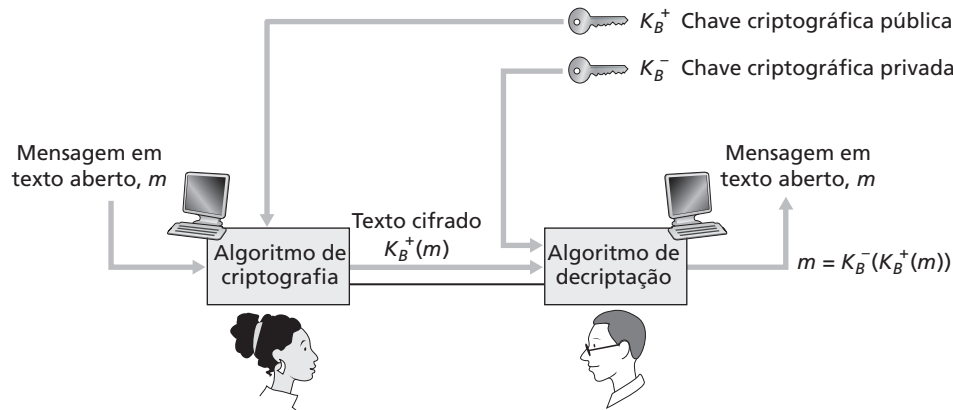 K_B^+ Chave criptográfica pública
K_B^- Chave criptográfica privada
Mensagem em
texto aberto, m
Mensagem em
texto aberto, m
Texto cifrado
K_B^+(m)
Algoritmo de
criptografia
Algoritmo de
decriptação
m = K_B^-(K_B^+(m))